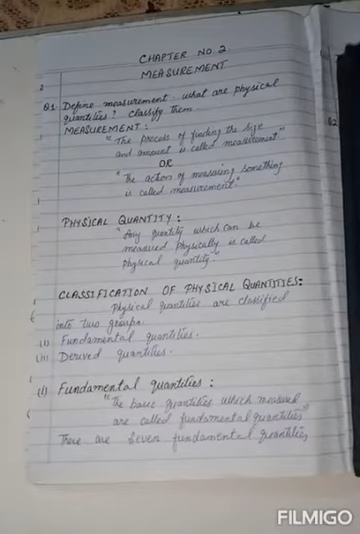 CHAPTER NO. 2
MEASUREMENT
Q1 Define measurement. what are physical
quantities? classify them.
MEASUREMENT:
"The process of finding the size
and amount is called measurement"
OR
"The action of measuring something
is called measurement"
PHYSICAL QUANTITY:
"Any quantity which can be
measured physically is called
physical quantity."
CLASSIFICATION OF PHYSICAL QUANTITIES:
Physical quantities are classified
into two groups.
(i) Fundamental quantities.
(ii) Derived quantities.
(i) Fundamental quantities:
"The basic quantities which measured
are called fundamental quantities"
There are seven fundamental quantities
Q2
FILMIGO